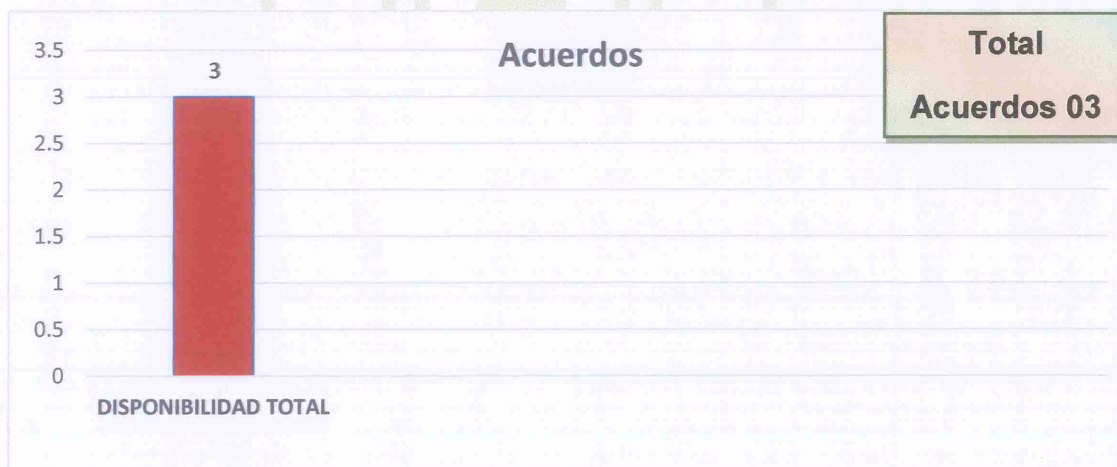 Acuerdos
Total
Acuerdos 03
3.5
3
3
2.5
2
1.5
1
0.5
0
DISPONIBILIDAD TOTAL